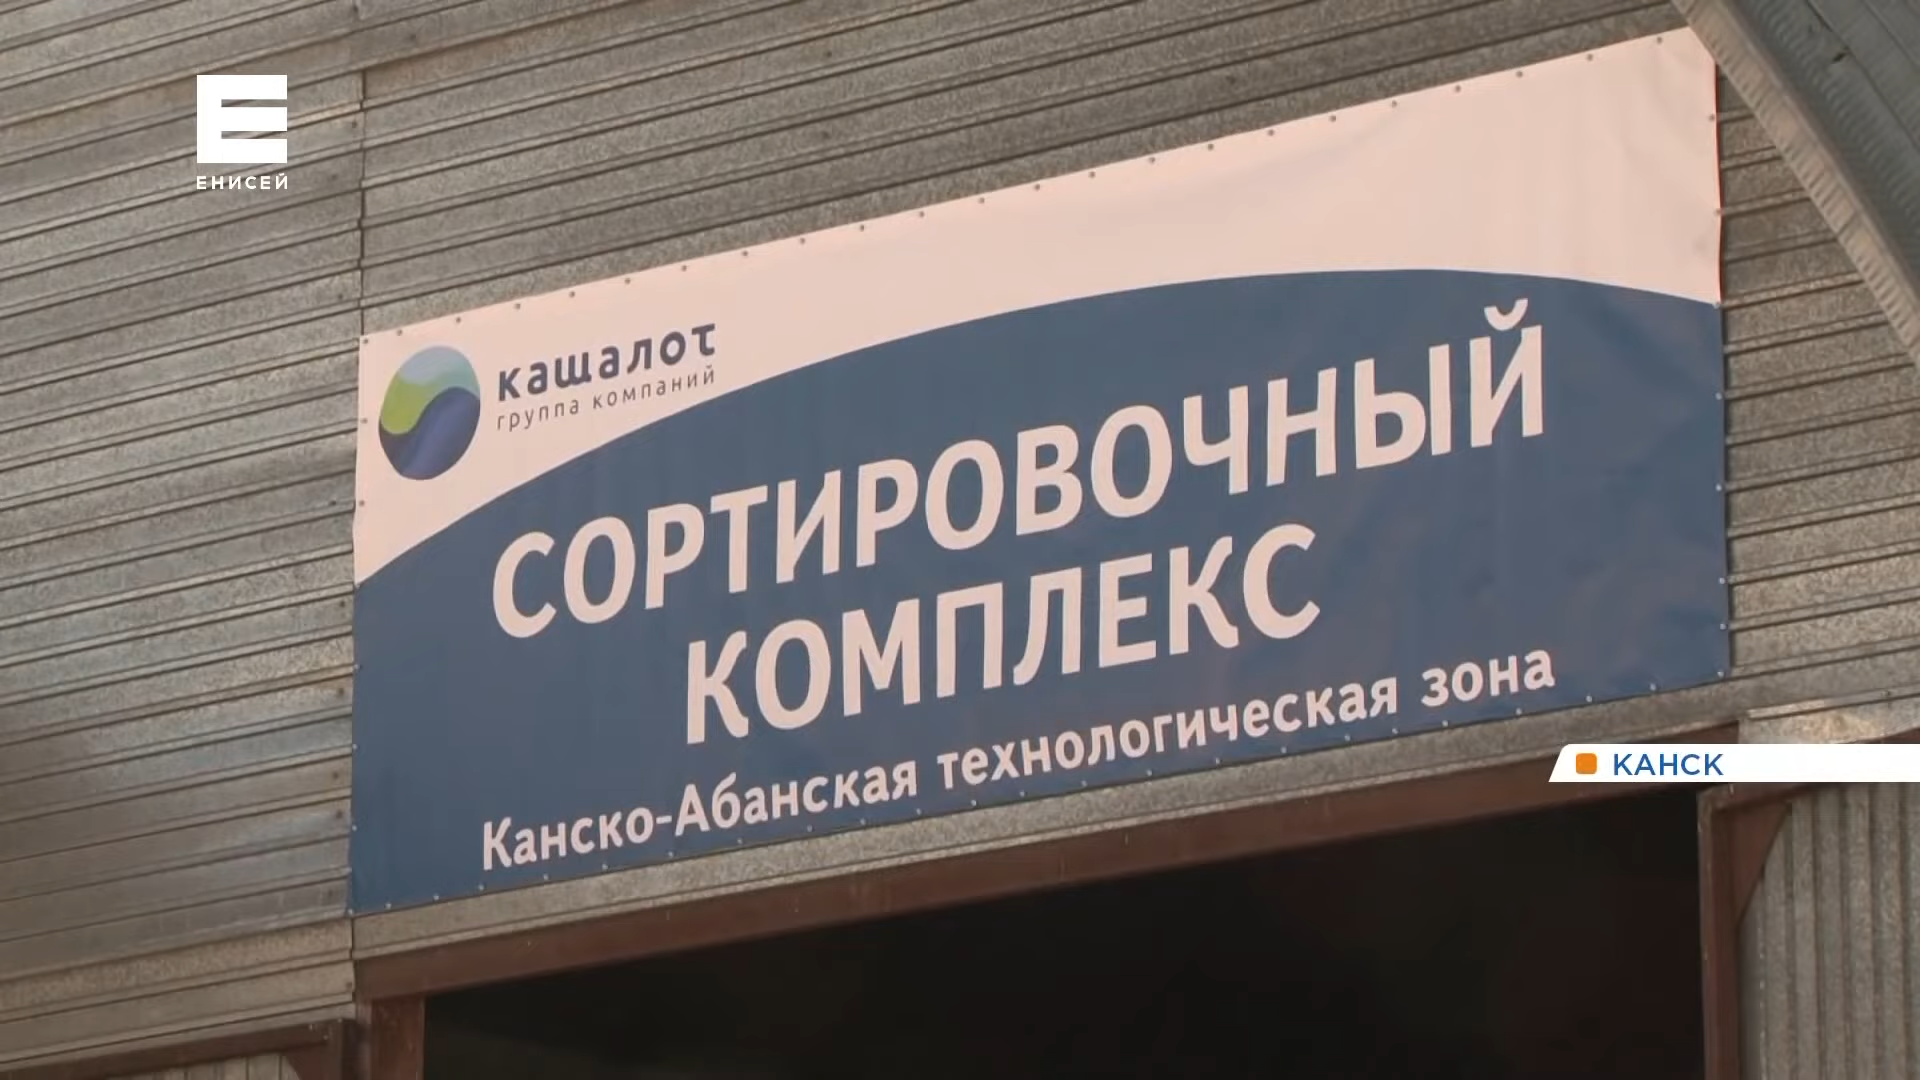 ЕНИСЕЙ
кашалот
группа компаний
СОРТИРОВОЧНЫЙ
КОМПЛЕКС
Канско-Абанская технологическая зона
КАНСК